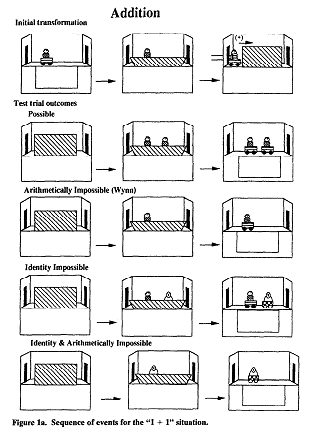 Addition
Initial transformation
(*)
Test trial outcomes
Possible
Arithmetically Impossible (Wynn)
Identity Impossible
Identity & Arithmetically Impossible
Figure 1a. Sequence of events for the "1 + 1" situation.